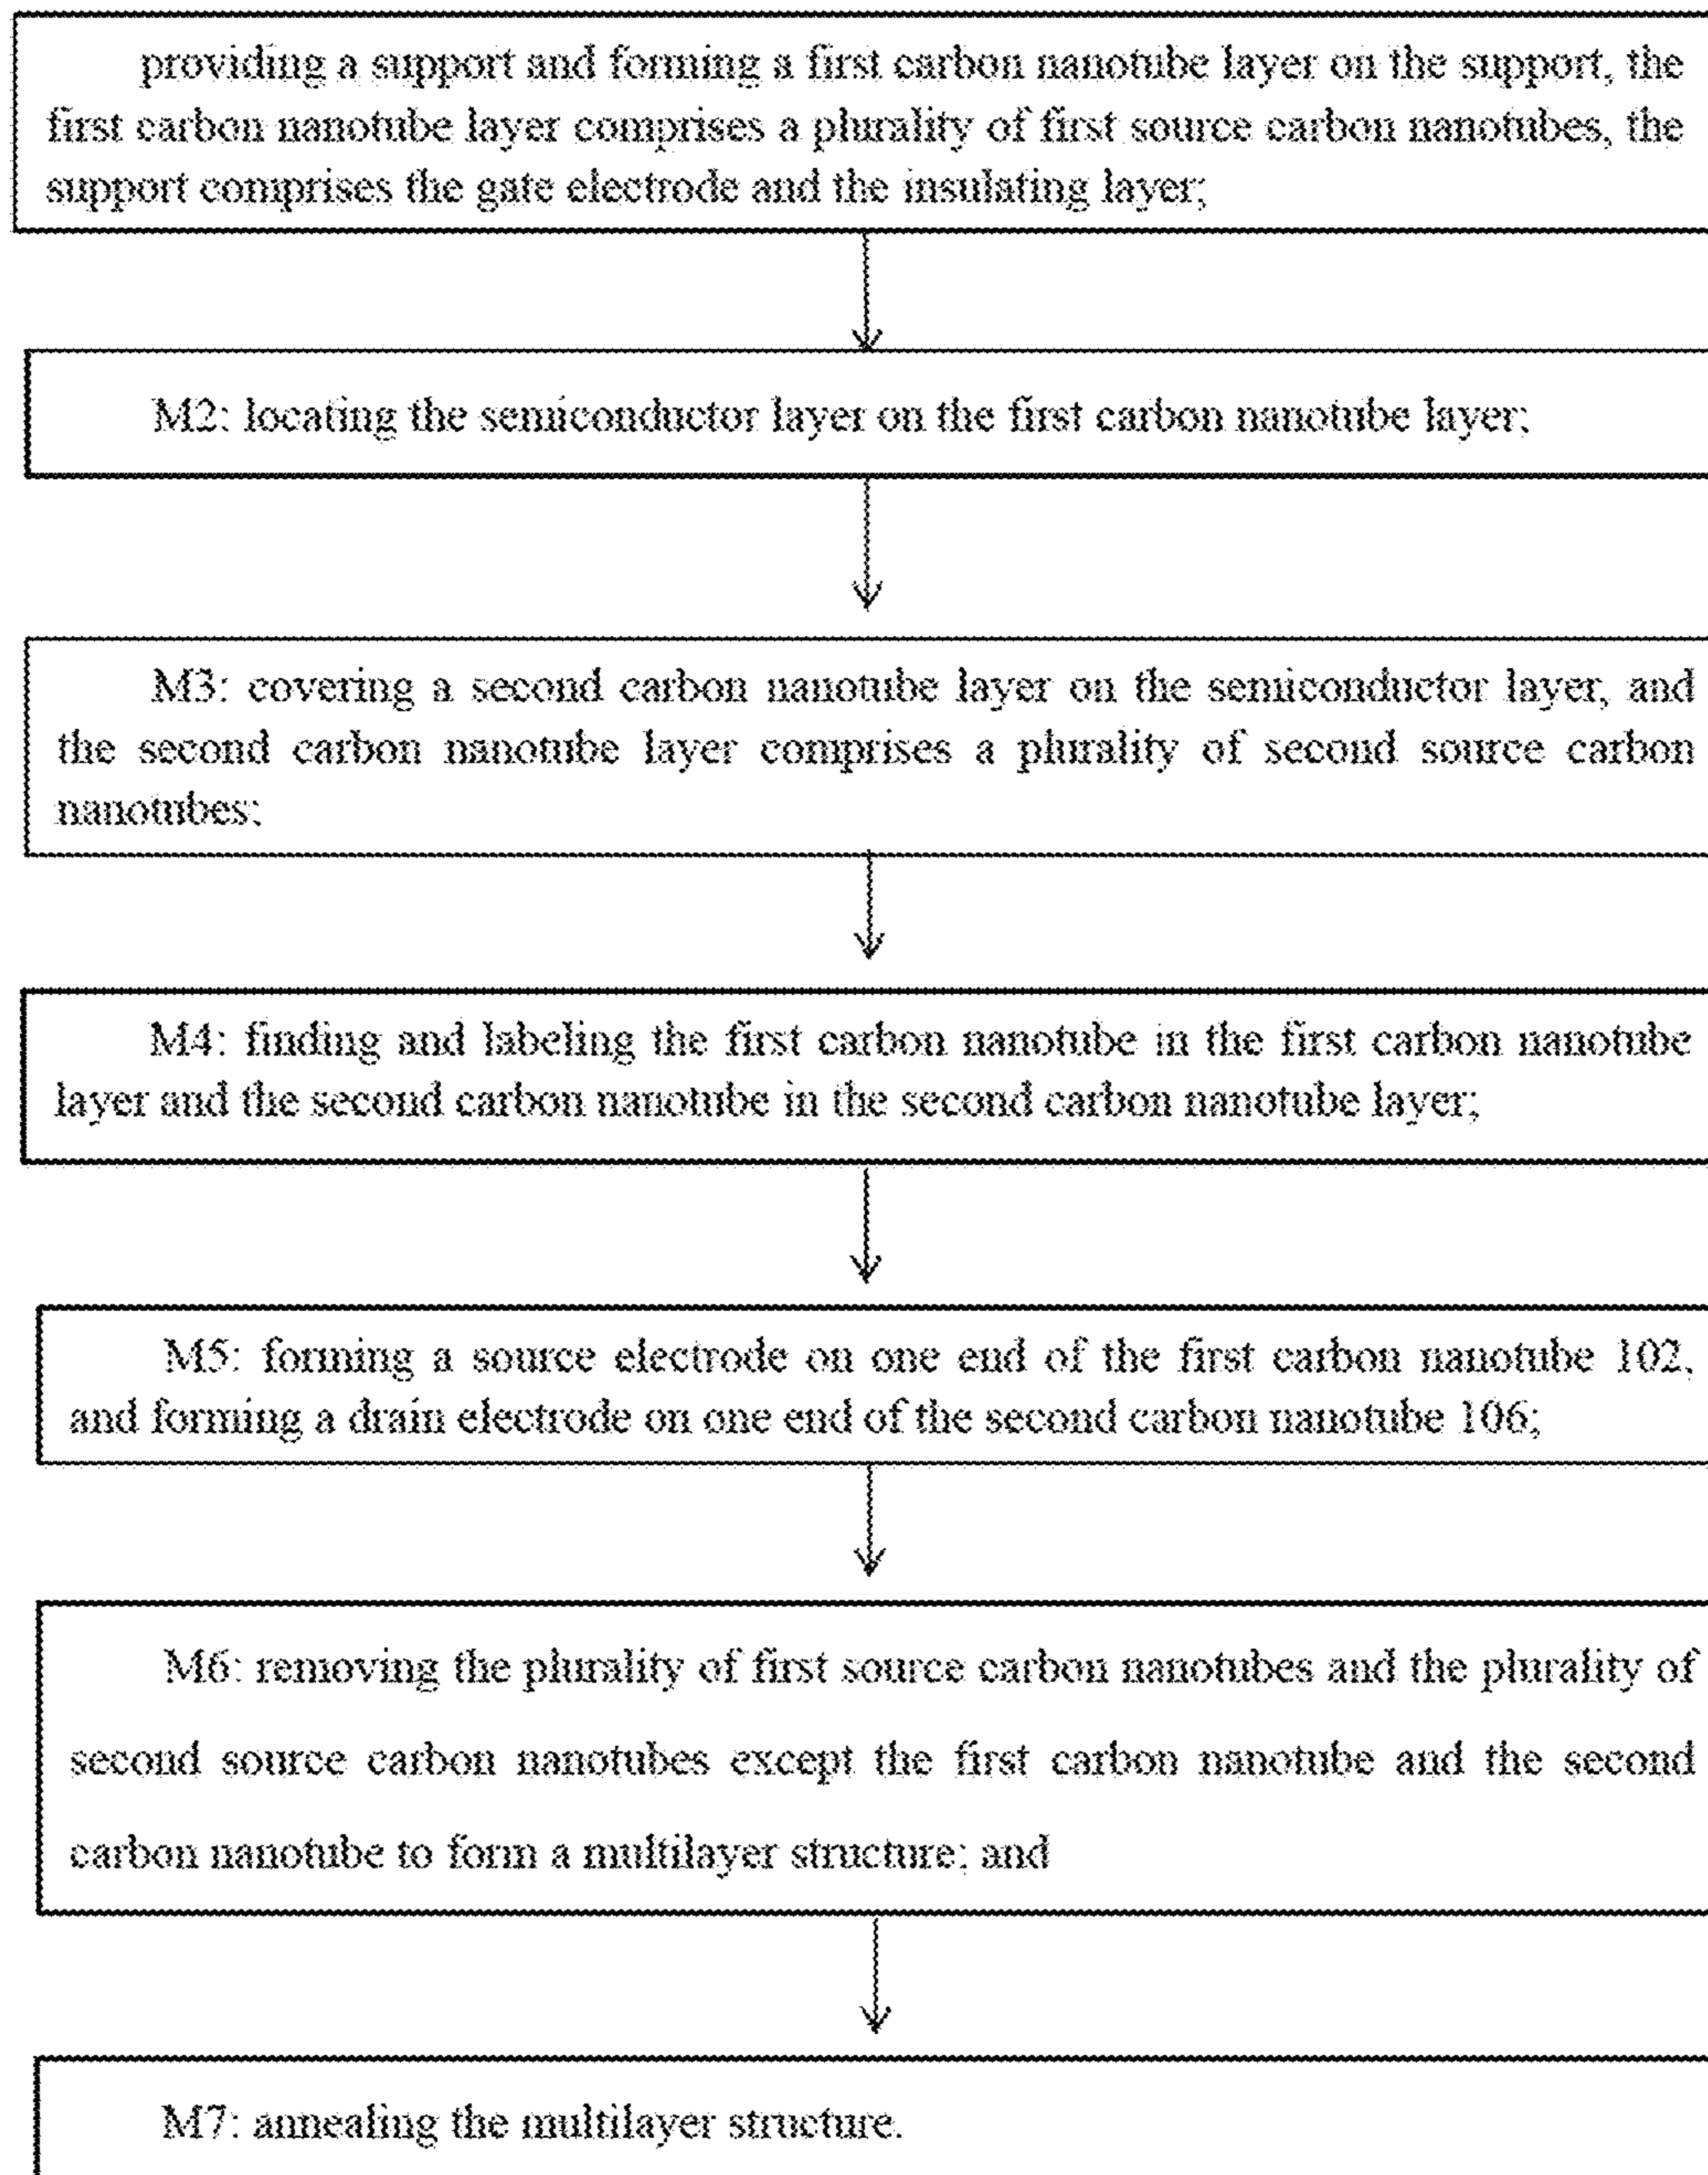 providing a support and forming a first carbon nanotube layer on the support, the
first carbon nanotube layer comprises a plurality of first source carbon nanotubes, the
support comprises the gate electrode and the insulating layer;
M2: locating the semiconductor layer on the first carbon nanotube layer;
M3: covering a second carbon nanotube layer on the semiconductor layer, and
the second carbon nanotube layer comprises a plurality of second source carbon
nanotubes;
M4: finding and labeling the first carbon nanotube in the first carbon nanotube
layer and the second carbon nanotube in the second carbon nanotube layer;
M5: forming a source electrode on one end of the first carbon nanotube 102,
and forming a drain electrode on one end of the second carbon nanotube 106;
M6: removing the plurality of first source carbon nanotubes and the plurality of
second source carbon nanotubes except the first carbon nanotube and the second
carbon nanotube to form a multilayer structure; and
M7: annealing the multilayer structure.